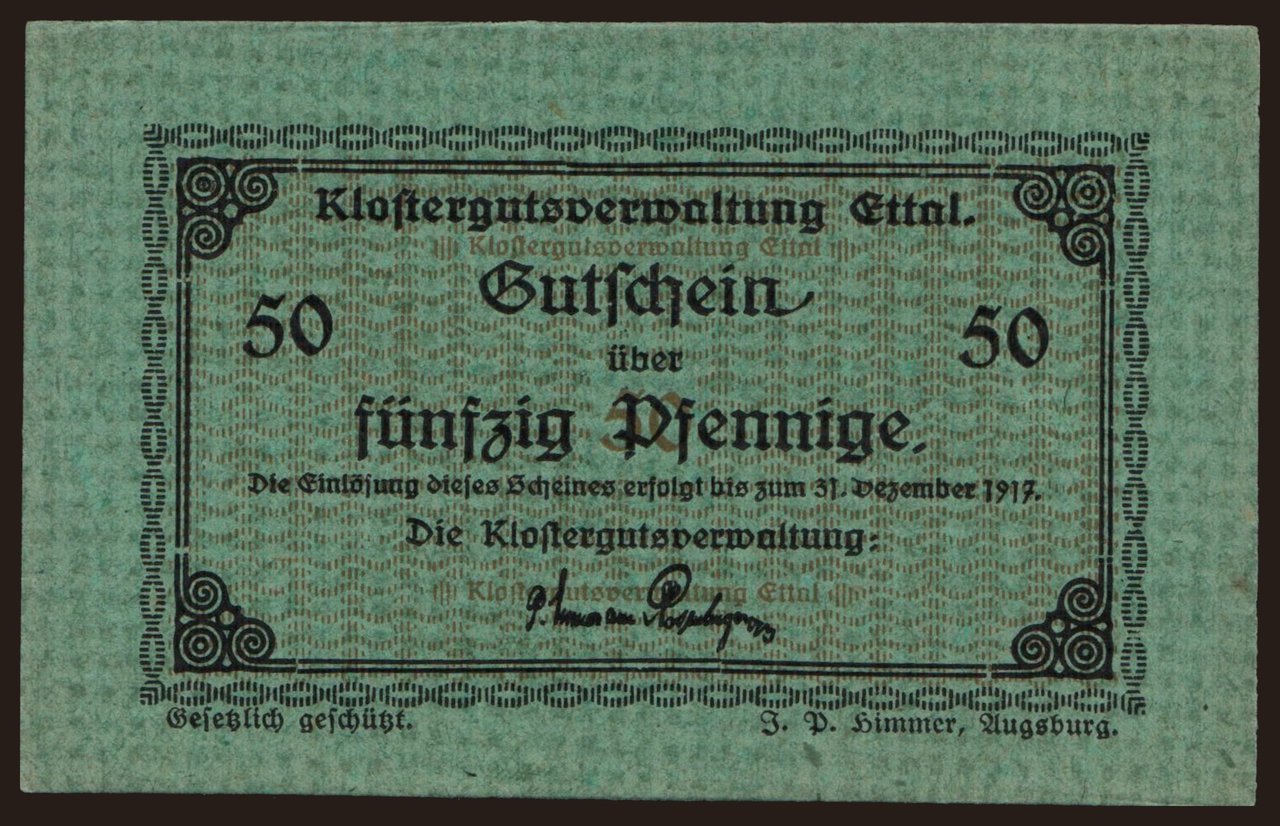 Klostergutsverwaltung Ettal.
Klostergutsverwaltung Ettal
Gutschein
50 50
über
50
fünfzig Pfennige.
Die Einlösung dieses Scheines erfolgt bis zum 31. Dezember 1917.
Die Klostergutsverwaltung:
Klostergutsverwaltung Ettal
P.
Gesetzlich geschützt.
J. P. Himmer, Augsburg.